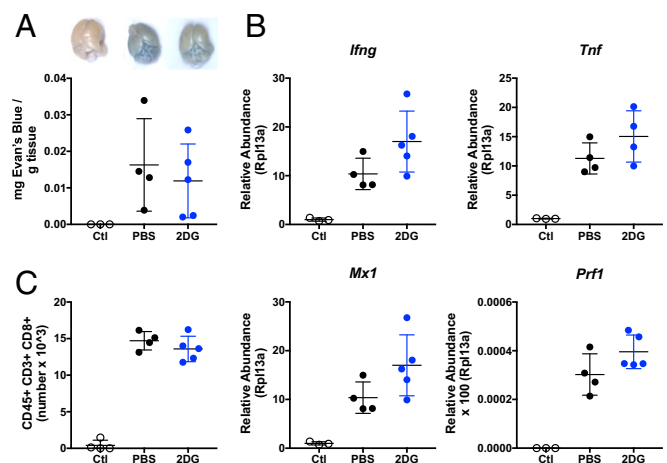 A
B
mg Evan's Blue /
g tissue
0.04
0.03
0.02
0.01
0.00
Ctl PBS 2DG
Ifng
Relative Abundance
(Rpl13a)
30
20
10
0
Ctl PBS 2DG
Tnf
Relative Abundance
(Rpl13a)
25
20
15
10
5
0
Ctl PBS 2DG
C
CD45+ CD3+ CD8+
(number x 10^3)
20
15
10
5
0
Ctl PBS 2DG
Mx1
Relative Abundance
(Rpl13a)
30
20
10
0
Ctl PBS 2DG
Prf1
Relative Abundance
x 100 (Rpl13a)
0.0006
0.0004
0.0002
0.0000
Ctl PBS 2DG